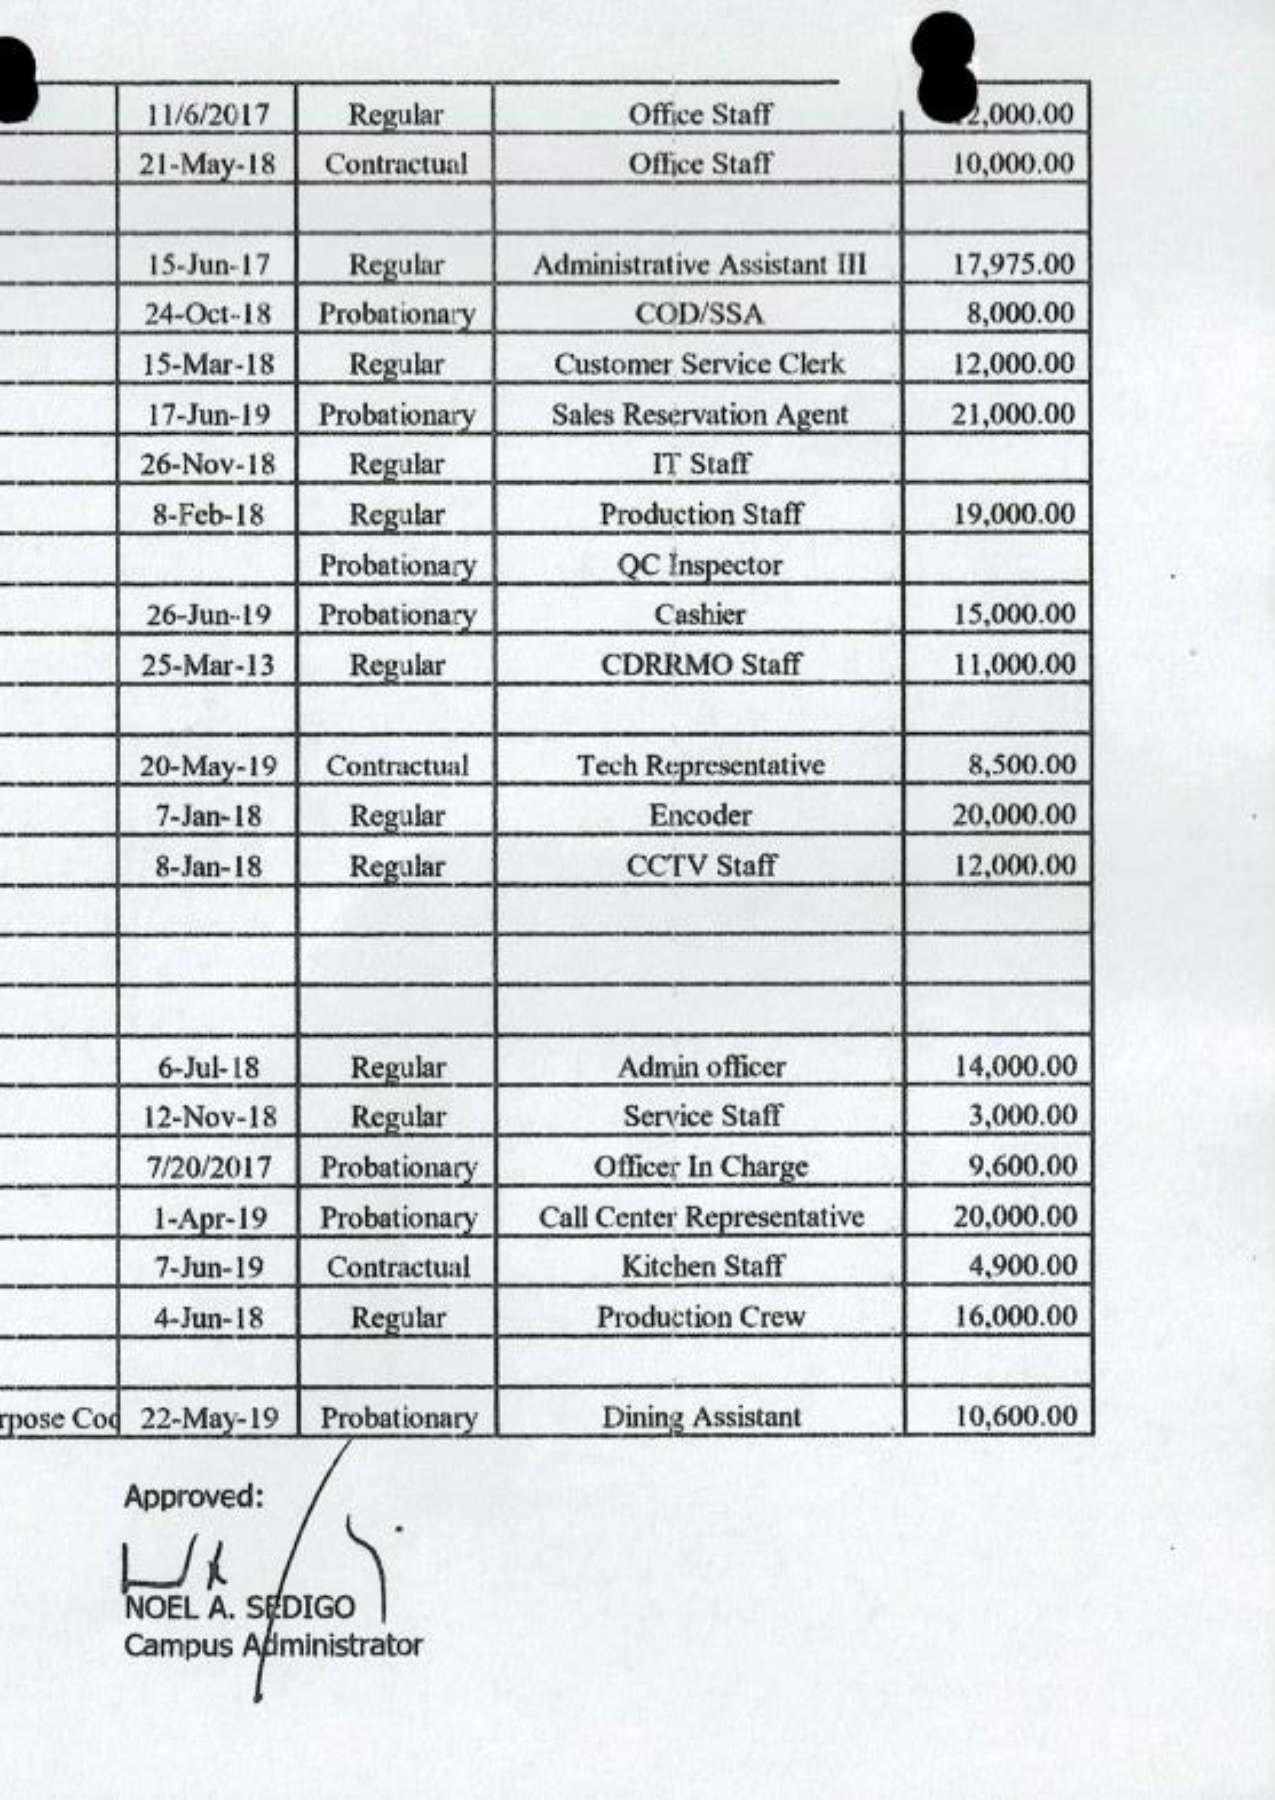 11/6/2017 Regular Office Staff 2,000.00
21-May-18 Contractual Office Staff 10,000.00
15-Jun-17 Regular Administrative Assistant III 17,975.00
24-Oct-18 Probationary COD/SSA 8,000.00
15-Mar-18 Regular Customer Service Clerk 12,000.00
17-Jun-19 Probationary Sales Reservation Agent 21,000.00
26-Nov-18 Regular IT Staff
8-Feb-18 Regular Production Staff 19,000.00
Probationary QC Inspector
26-Jun-19 Probationary Cashier 15,000.00
25-Mar-13 Regular CDRRMO Staff 11,000.00
20-May-19 Contractual Tech Representative 8,500.00
7-Jan-18 Regular Encoder 20,000.00
8-Jan-18 Regular CCTV Staff 12,000.00
6-Jul-18 Regular Admin officer 14,000.00
12-Nov-18 Regular Service Staff 3,000.00
7/20/2017 Probationary Officer In Charge 9,600.00
1-Apr-19 Probationary Call Center Representative 20,000.00
7-Jun-19 Contractual Kitchen Staff 4,900.00
4-Jun-18 Regular Production Crew 16,000.00
rpose Coo 22-May-19 Probationary Dining Assistant 10,600.00
Approved:
NOEL A. SEDIGO
Campus Administrator